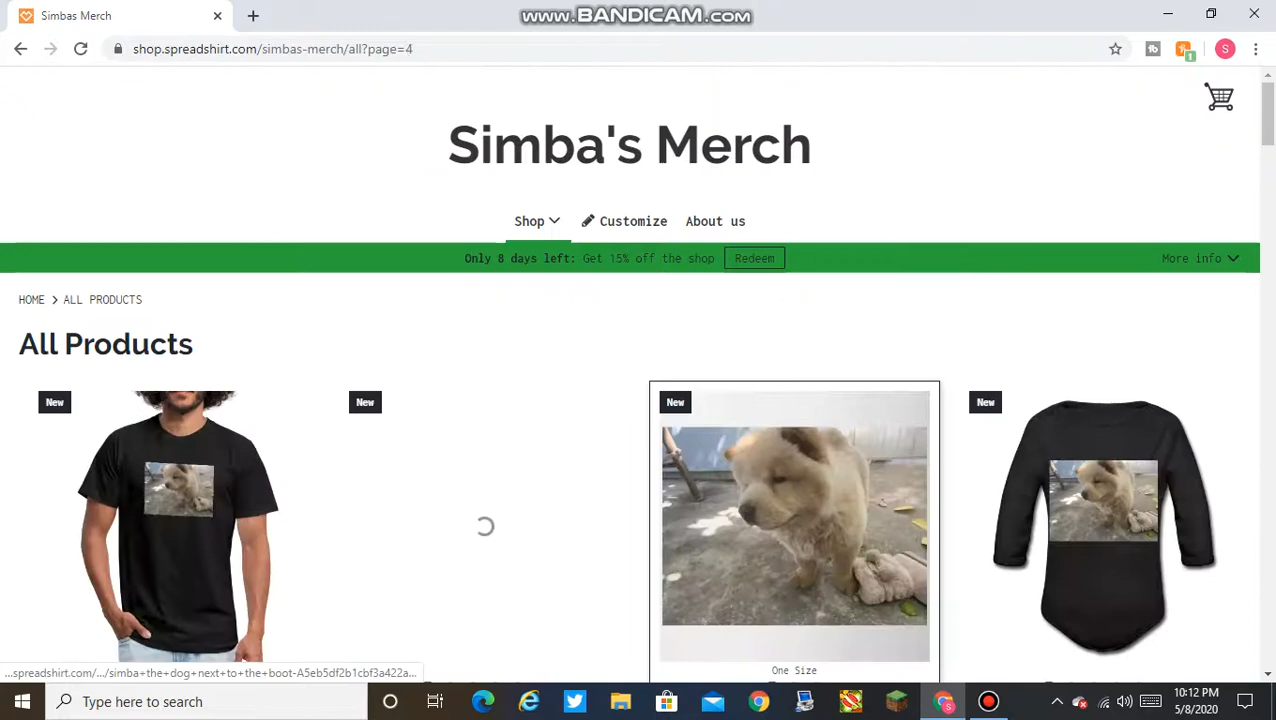 www.BANDICAM.com
Simbas Merch
shop.spreadshirt.com/simbas-merch/all?page=4
S
1
Simba's Merch
Shop Customize About us
Only 8 days left: Get 15% off the shop Redeem More info
HOME > ALL PRODUCTS
All Products
New New New New
One Size
...spreadshirt.com/.../simba+the+dog+next+to+the+boot-A5eb5df2b1cbf3a422a...
Type here to search
10:12 PM
5/8/2020